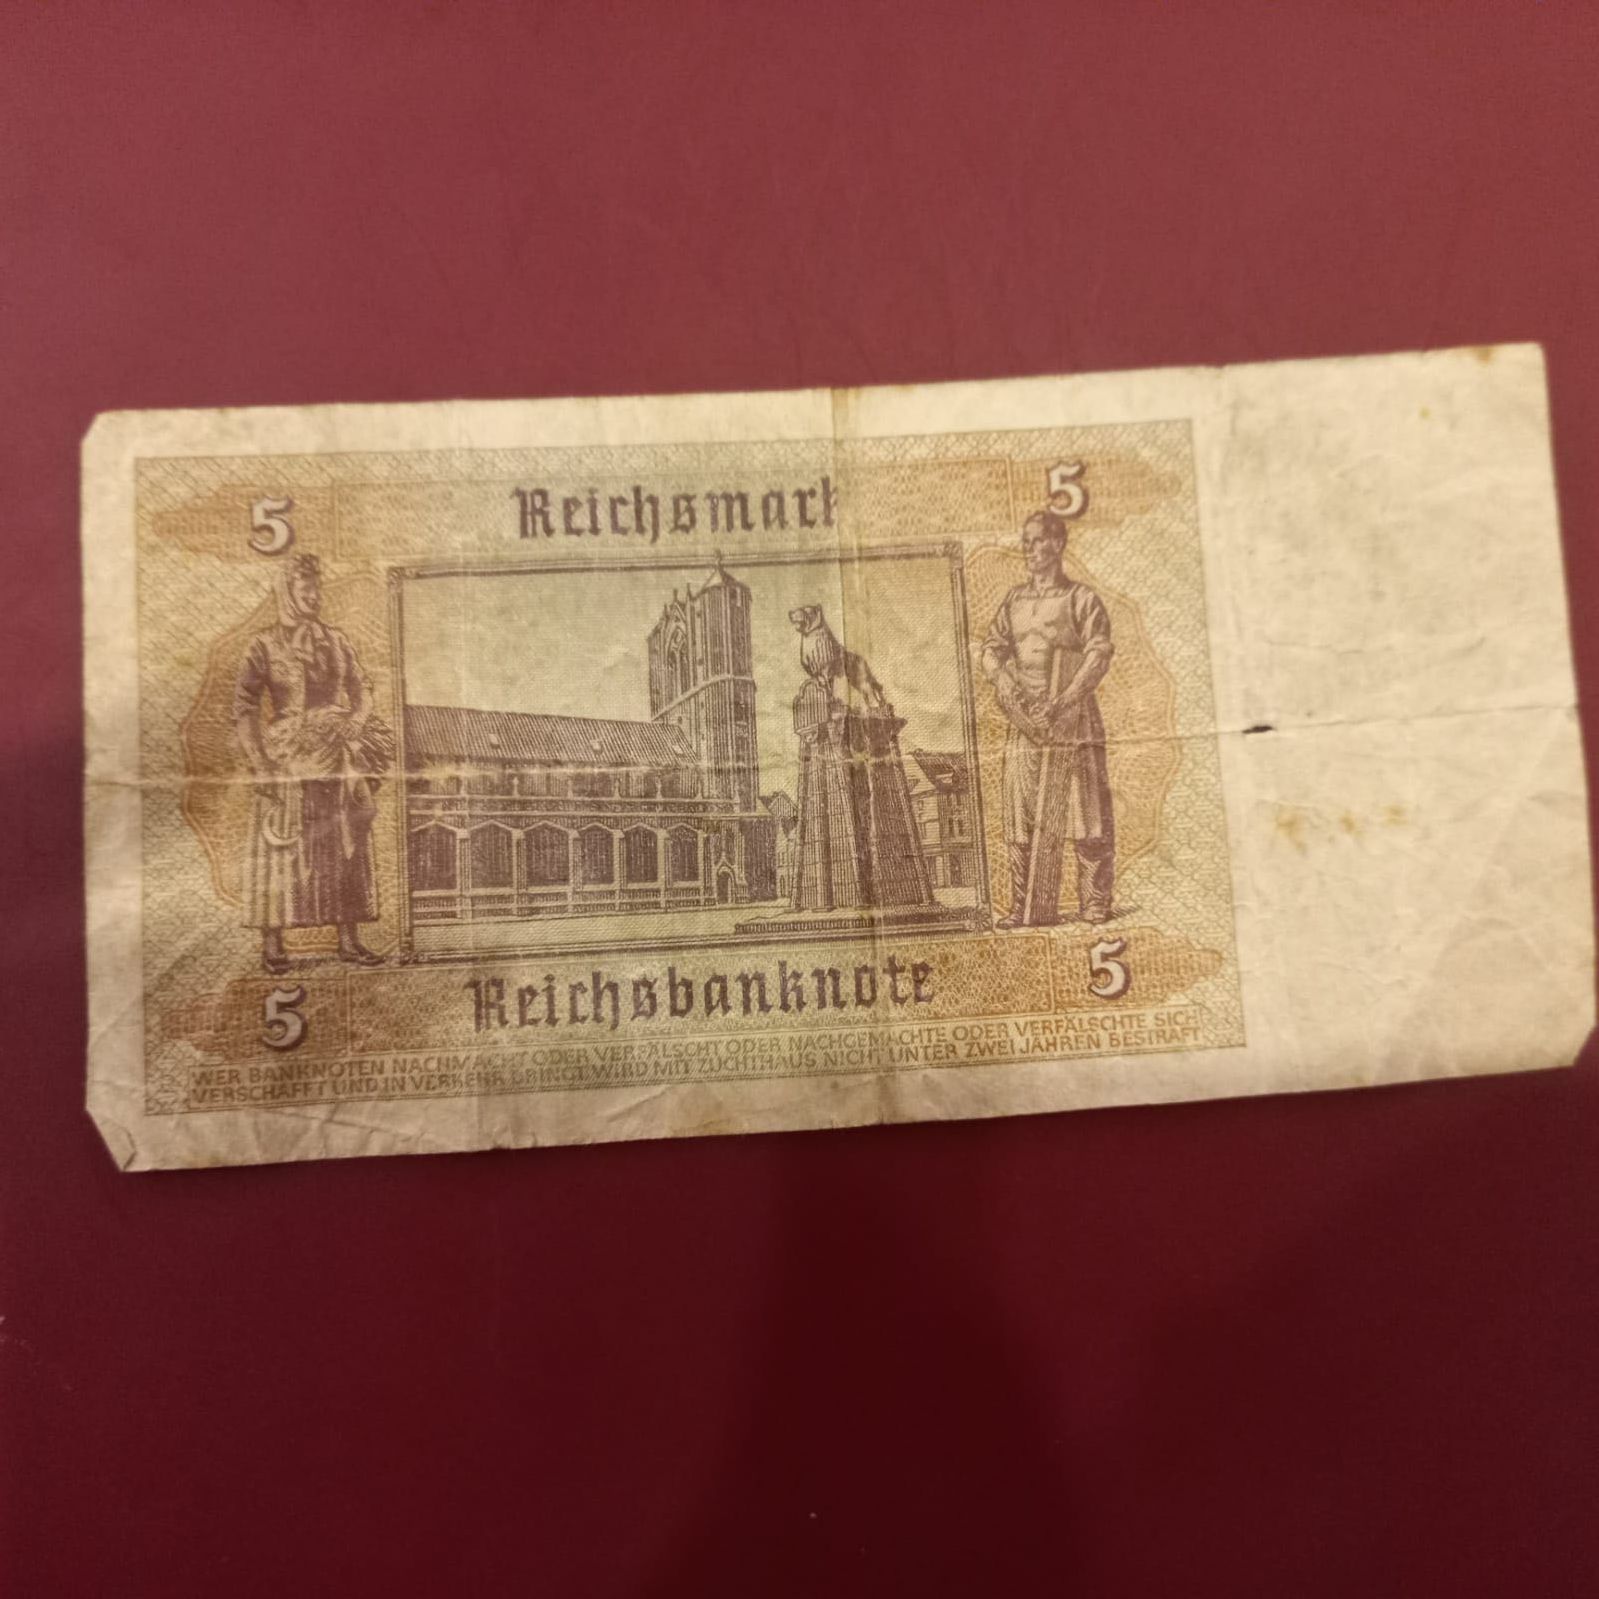 5 Reichsmark 5
5 Reichsbanknote 5
WER BANKNOTEN NACHMACHT ODER VERFÄLSCHT ODER NACHGEMACHTE ODER VERFÄLSCHTE SICH
VERSCHAFFT UND IN VERKEHR BRINGT, WIRD MIT ZUCHTHAUS NICHT UNTER ZWEI JAHREN BESTRAFT